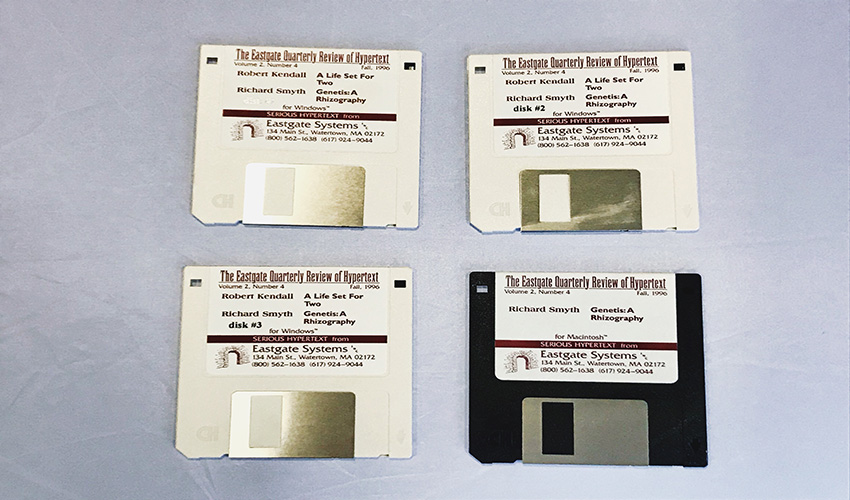 The Eastgate Quarterly Review of Hypertext
Volume 2, Number 4 Fall, 1996
Robert Kendall A Life Set For
Two
Richard Smyth Genetis: A
Rhizography
for Windows™
SERIOUS HYPERTEXT from
Eastgate Systems
134 Main St., Watertown, MA 02172
(800) 562-1638 (617) 924-9044
The Eastgate Quarterly Review of Hypertext
Volume 2, Number 4 Fall, 1996
Robert Kendall A Life Set For
Two
Richard Smyth Genetis: A
disk #2 Rhizography
for Windows™
SERIOUS HYPERTEXT from
Eastgate Systems
134 Main St., Watertown, MA 02172
(800) 562-1638 (617) 924-9044
The Eastgate Quarterly Review of Hypertext
Volume 2, Number 4 Fall, 1996
Robert Kendall A Life Set For
Two
Richard Smyth Genetis: A
disk #3 Rhizography
for Windows™
SERIOUS HYPERTEXT from
Eastgate Systems
134 Main St., Watertown, MA 02172
(800) 562-1638 (617) 924-9044
The Eastgate Quarterly Review of Hypertext
Volume 2, Number 4 Fall, 1996
Richard Smyth Genetis: A
Rhizography
for Macintosh™
SERIOUS HYPERTEXT from
Eastgate Systems
134 Main St., Watertown, MA 02172
(800) 562-1638 (617) 924-9044